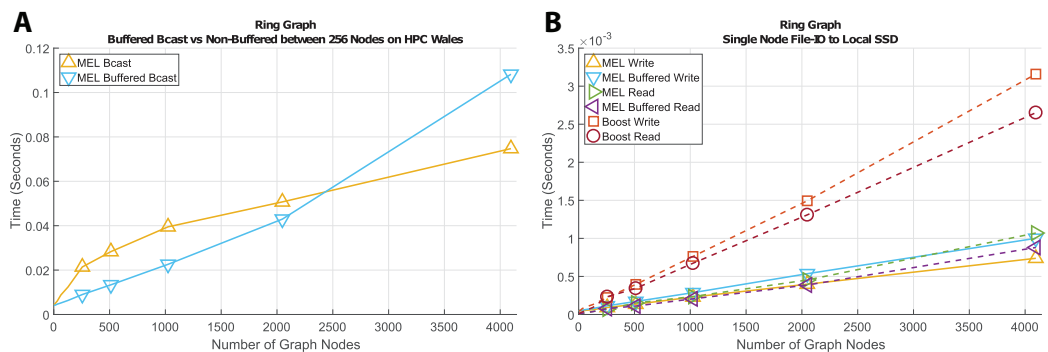 A
Ring Graph
Buffered Bcast vs Non-Buffered between 256 Nodes on HPC Wales
0.12
0.1
0.08
0.06
0.04
0.02
0
Time (Seconds)
MEL Bcast
MEL Buffered Bcast
0 500 1000 1500 2000 2500 3000 3500 4000
Number of Graph Nodes
B
Ring Graph
Single Node File-IO to Local SSD
×10⁻³
3.5
3
2.5
2
1.5
1
0.5
0
Time (Seconds)
MEL Write
MEL Buffered Write
MEL Read
MEL Buffered Read
Boost Write
Boost Read
0 500 1000 1500 2000 2500 3000 3500 4000
Number of Graph Nodes